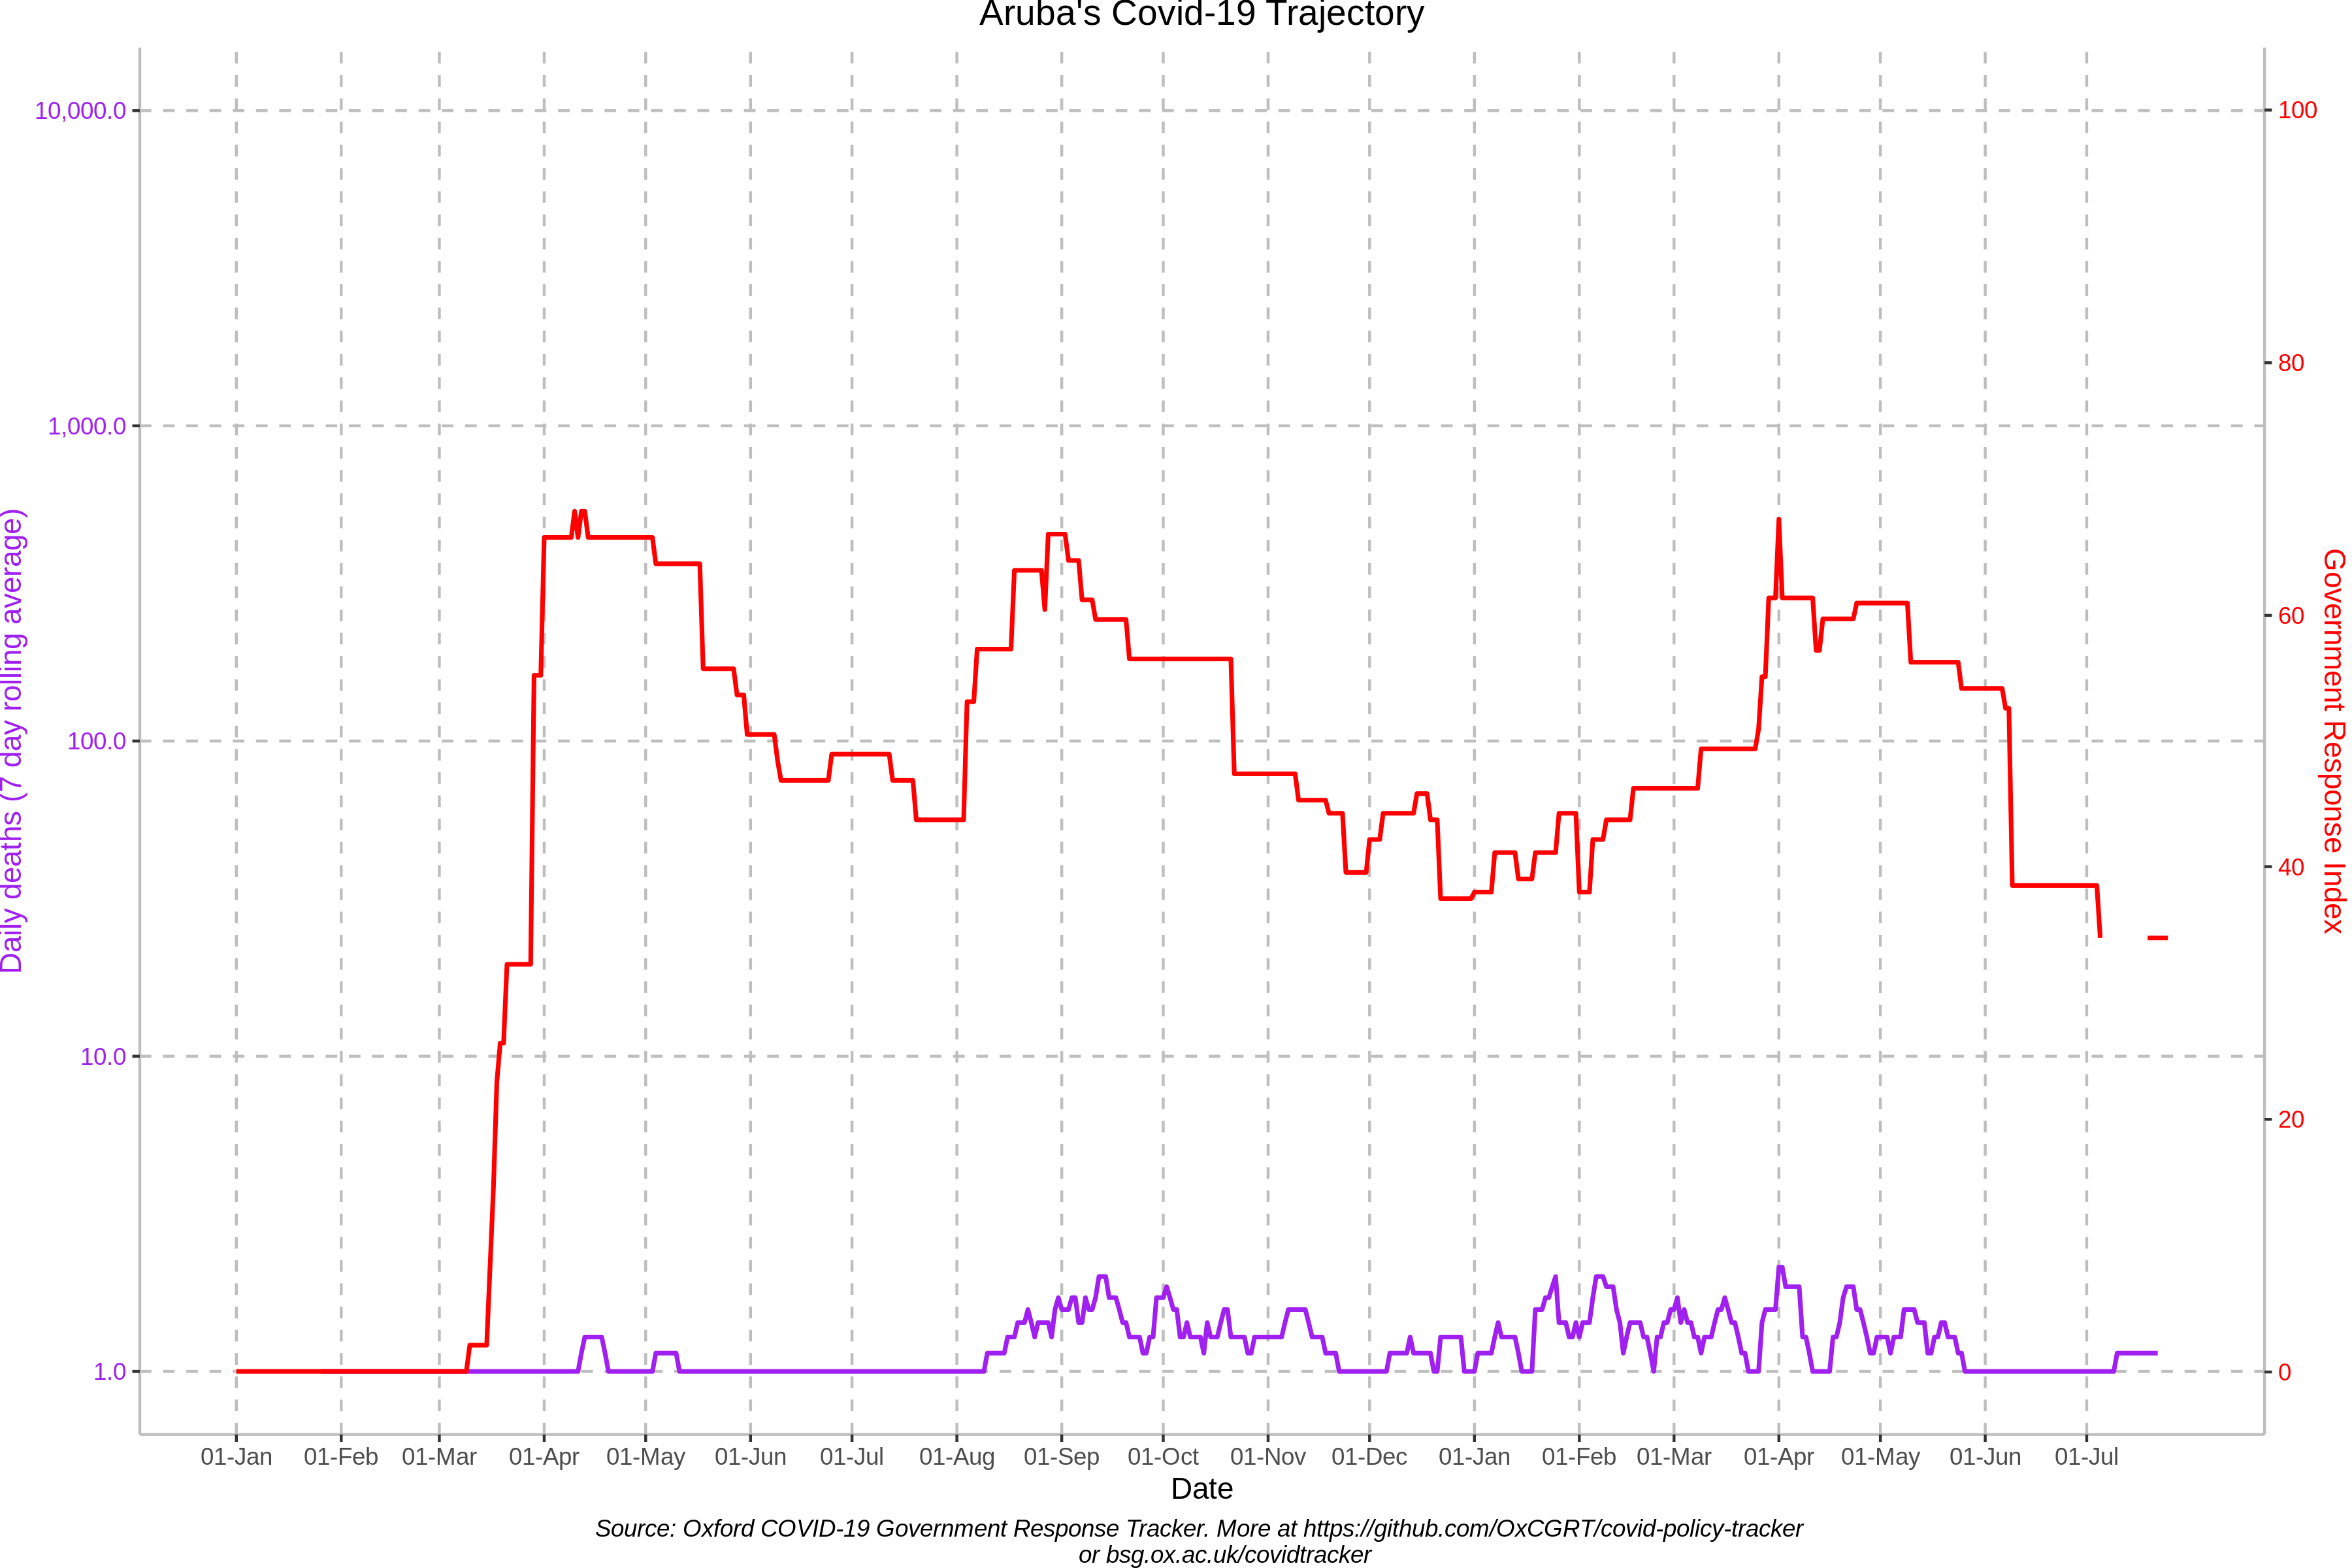 Aruba's Covid-19 Trajectory
10,000.0
1,000.0
100.0
10.0
1.0
Daily deaths (7 day rolling average)
100
80
60
40
20
0
Government Response Index
01-Jan 01-Feb 01-Mar 01-Apr 01-May 01-Jun 01-Jul 01-Aug 01-Sep 01-Oct 01-Nov 01-Dec 01-Jan 01-Feb 01-Mar 01-Apr 01-May 01-Jun 01-Jul
Date
Source: Oxford COVID-19 Government Response Tracker. More at https://github.com/OxCGRT/covid-policy-tracker
or bsg.ox.ac.uk/covidtracker